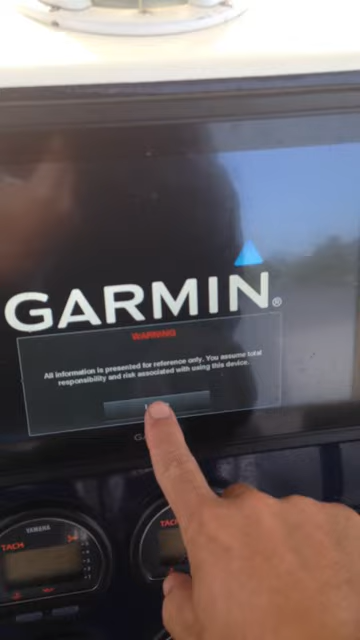 GARMIN®
WARNING
All information is presented for reference only. You assume total
responsibility and risk associated with using this device.
YAMAHA
TACH
TACH